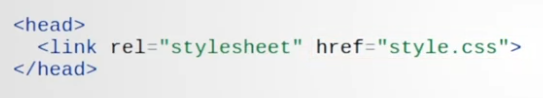 <head>
  <link rel="stylesheet" href="style.css">
</head>